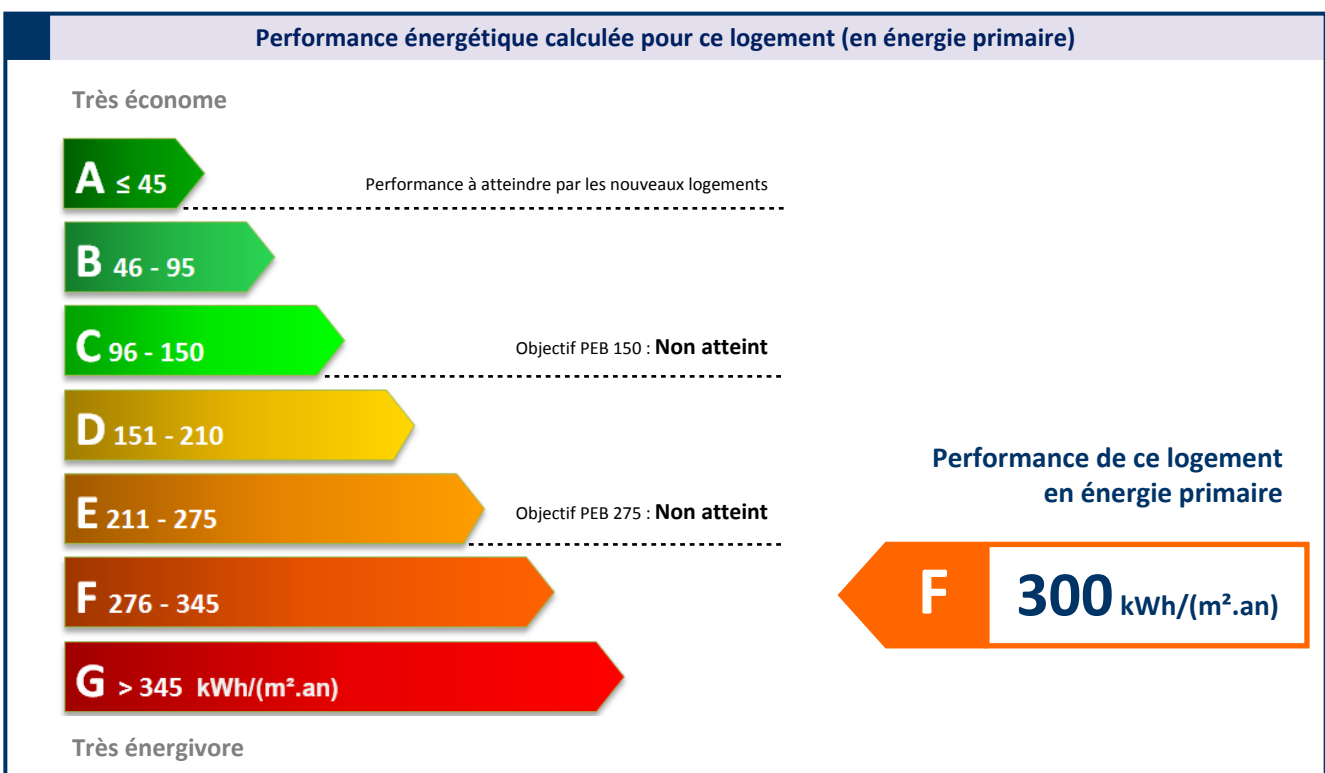 Performance énergétique calculée pour ce logement (en énergie primaire)
Très économe
A ≤ 45
Performance à atteindre par les nouveaux logements
B 46 - 95
C 96 - 150
Objectif PEB 150 : Non atteint
D 151 - 210
E 211 - 275
Objectif PEB 275 : Non atteint
F 276 - 345
G > 345 kWh/(m².an)
Très énergivore
Performance de ce logement
en énergie primaire
F 300 kWh/(m².an)